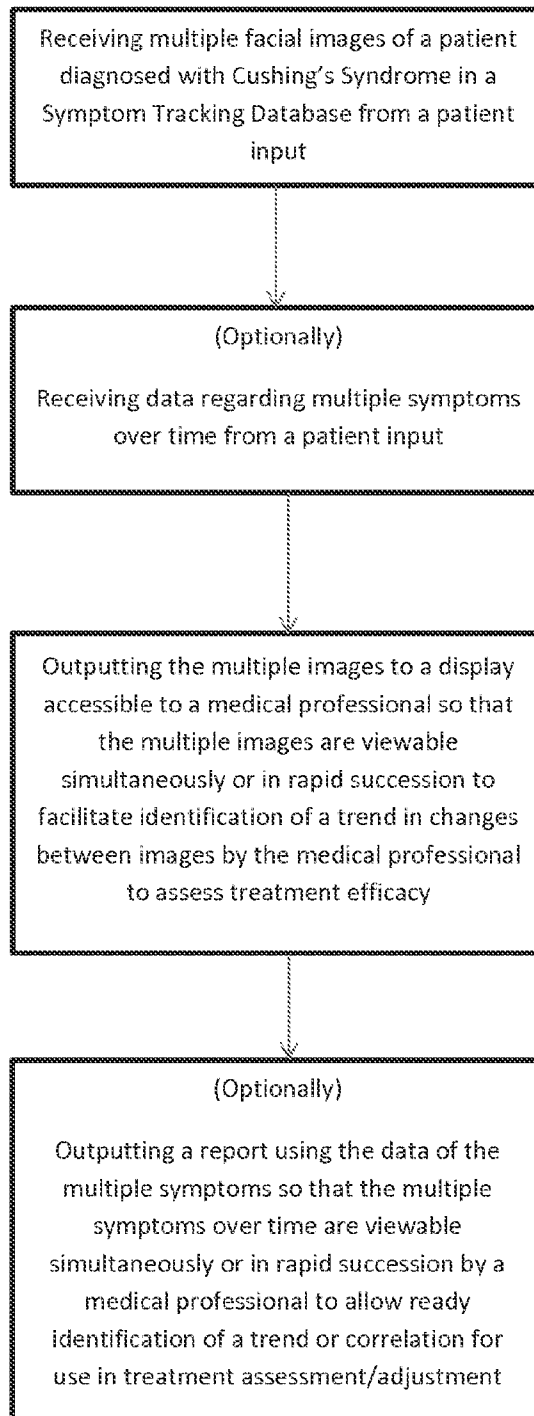 Receiving multiple facial images of a patient
diagnosed with Cushing's Syndrome in a
Symptom Tracking Database from a patient
input
(Optionally)
Receiving data regarding multiple symptoms
over time from a patient input
Outputting the multiple images to a display
accessible to a medical professional so that
the multiple images are viewable
simultaneously or in rapid succession to
facilitate identification of a trend in changes
between images by the medical professional
to assess treatment efficacy
(Optionally)
Outputting a report using the data of the
multiple symptoms so that the multiple
symptoms over time are viewable
simultaneously or in rapid succession by a
medical professional to allow ready
identification of a trend or correlation for
use in treatment assessment/adjustment